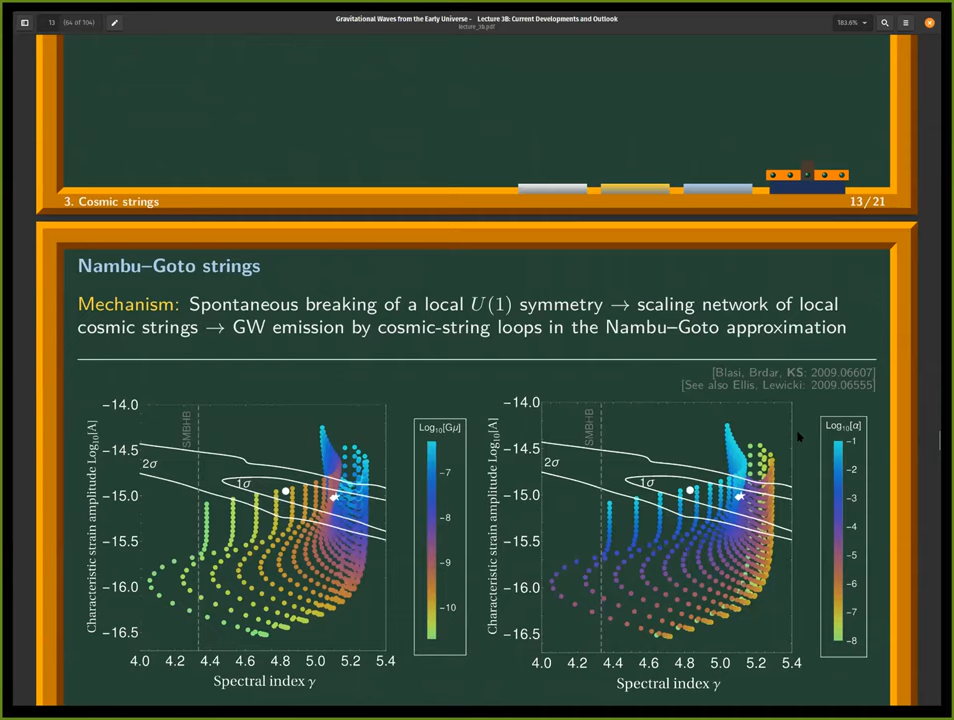 13 (64 of 104)
Gravitational Waves from the Early Universe - Lecture 3B: Current Developments and Outlook
lecture_3b.pdf
183.6%
3. Cosmic strings
13/21
Nambu–Goto strings
Mechanism: Spontaneous breaking of a local U(1) symmetry → scaling network of local
cosmic strings → GW emission by cosmic-string loops in the Nambu–Goto approximation
[Blasi, Brdar, KS: 2009.06607]
[See also Ellis, Lewicki: 2009.06555]
Characteristic strain amplitude Log₁₀[A]
−14.0
−14.5
−15.0
−15.5
−16.0
−16.5
SMBHB
2σ
1σ
4.0 4.2 4.4 4.6 4.8 5.0 5.2 5.4
Spectral index γ
Log₁₀[Gμ]
−7
−8
−9
−10
Characteristic strain amplitude Log₁₀[A]
−14.0
−14.5
−15.0
−15.5
−16.0
−16.5
SMBHB
2σ
1σ
4.0 4.2 4.4 4.6 4.8 5.0 5.2 5.4
Spectral index γ
Log₁₀[α]
−1
−2
−3
−4
−5
−6
−7
−8